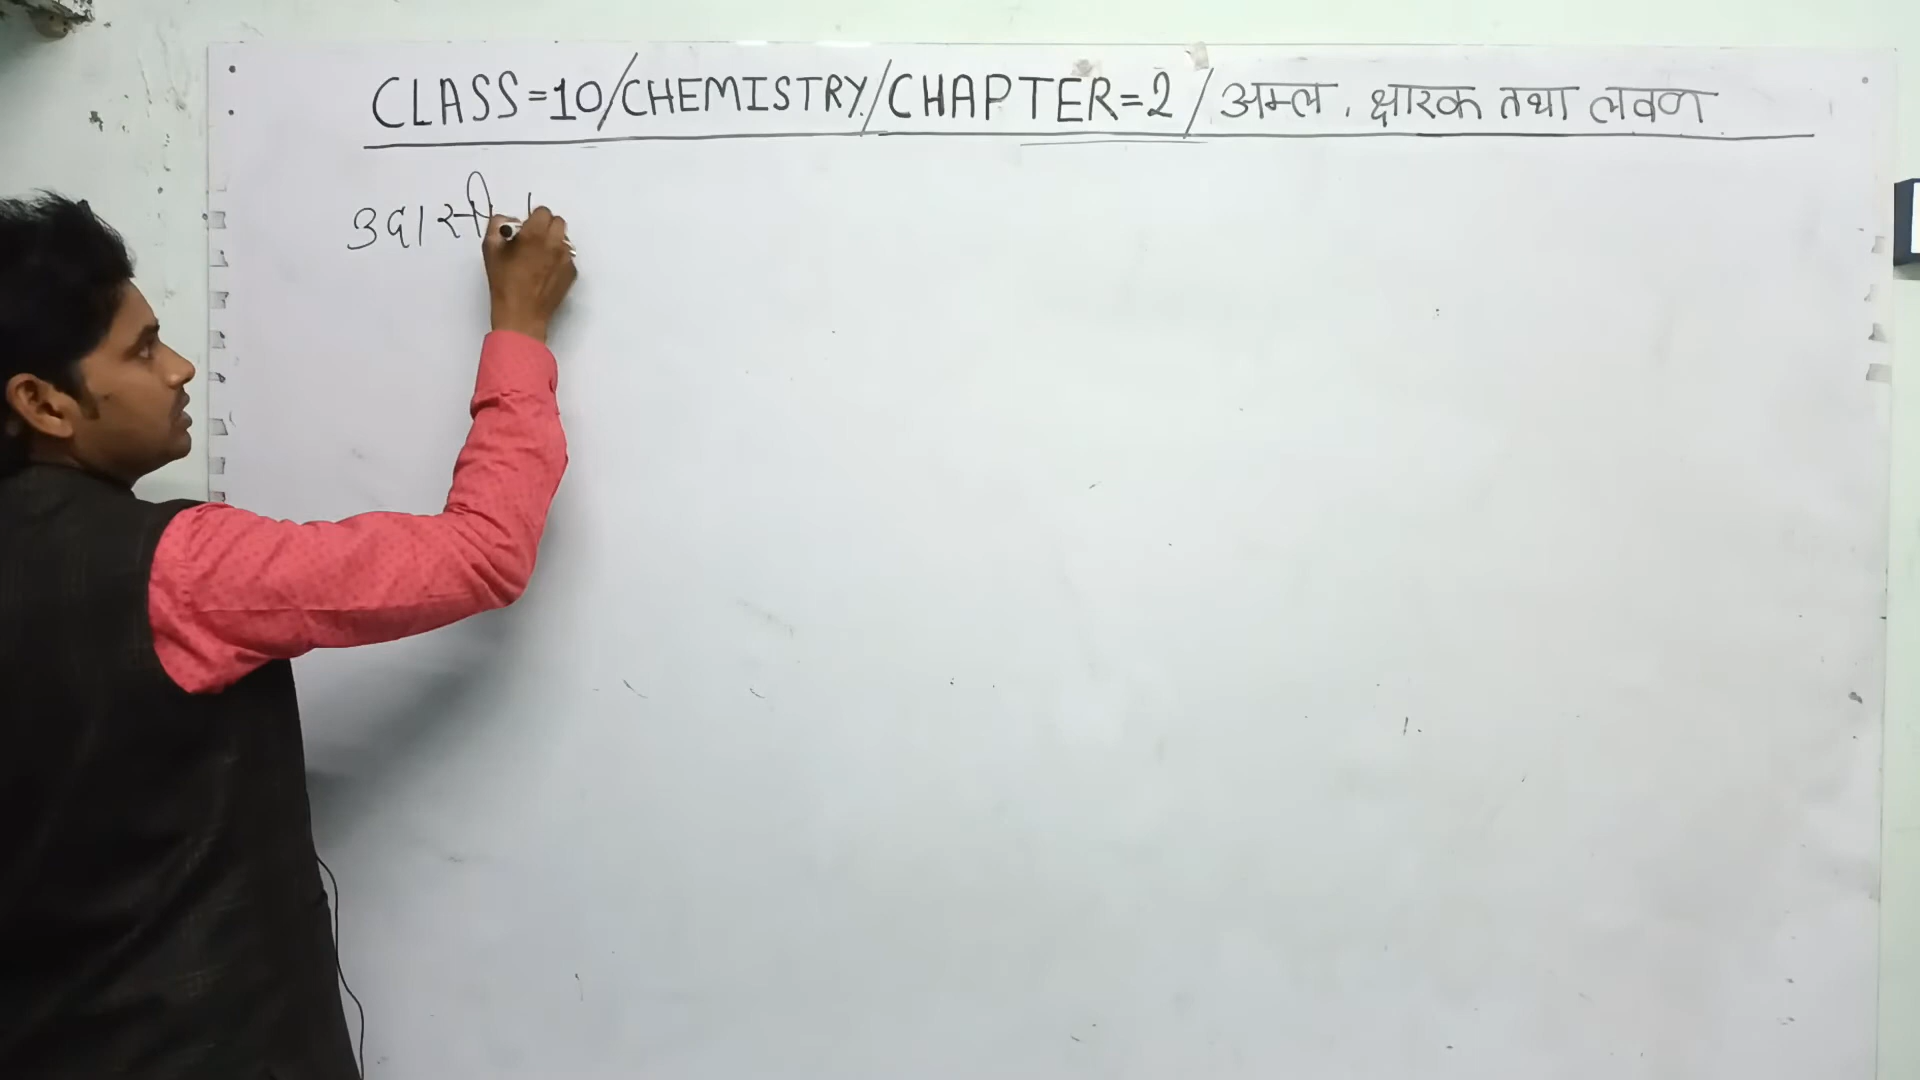 CLASS=10/CHEMISTRY/CHAPTER=2/अम्ल, क्षारक तथा लवण
उदासीन